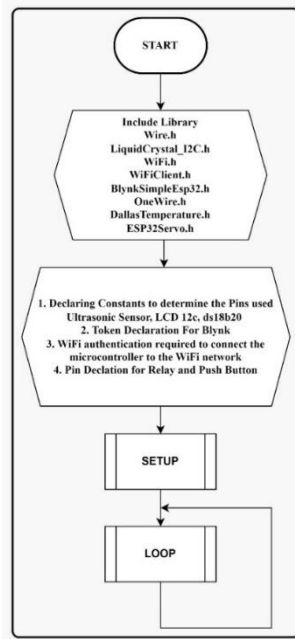 START
Include Library
Wire.h
LiquidCrystal_I2C.h
WiFi.h
WiFiClient.h
BlynkSimpleEsp32.h
OneWire.h
DallasTemperature.h
ESP32Servo.h
1. Declaring Constants to determine the Pins used
Ultrasonic Sensor, LCD 12c, ds18b20
2. Token Declaration For Blynk
3. WiFi authentication required to connect the
microcontroller to the WiFi network
4. Pin Declation for Relay and Push Button
SETUP
LOOP